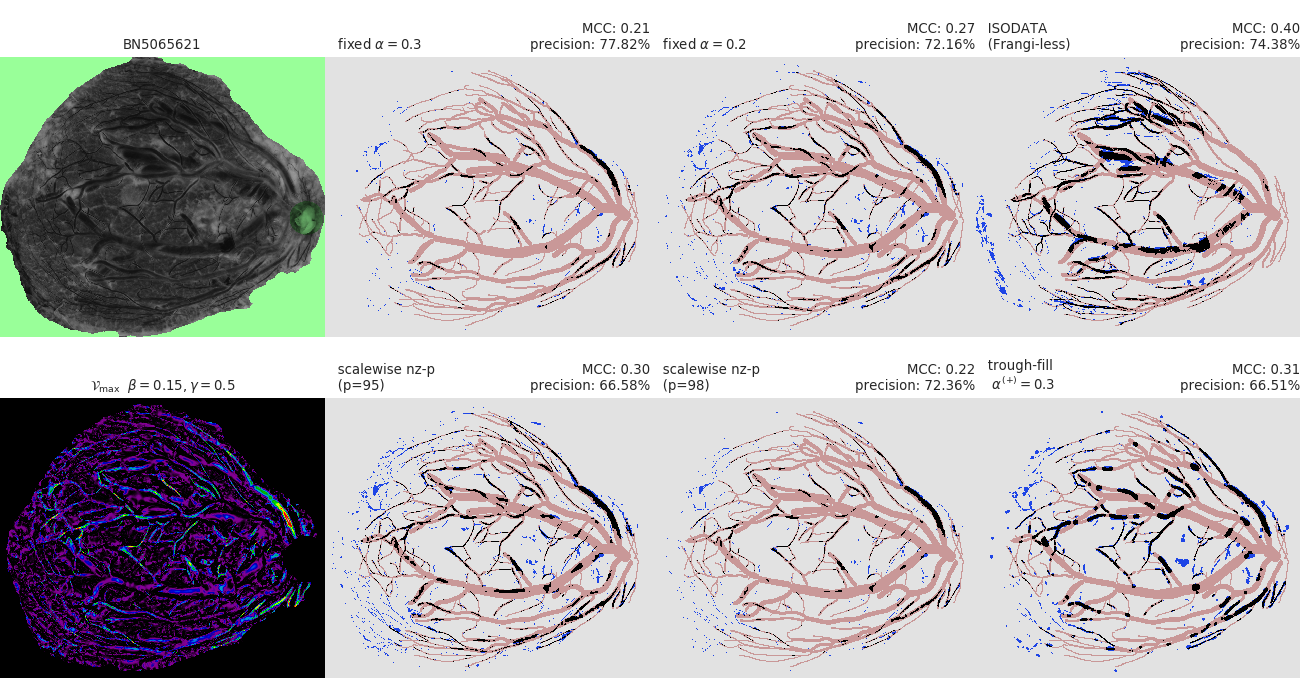 BN5065621
fixed α = 0.3
MCC: 0.21
precision: 77.82%
fixed α = 0.2
MCC: 0.27
precision: 72.16%
ISODATA
(Frangi-less)
MCC: 0.40
precision: 74.38%
𝒱max β = 0.15, γ = 0.5
scalewise nz-p
(p=95)
MCC: 0.30
precision: 66.58%
scalewise nz-p
(p=98)
MCC: 0.22
precision: 72.36%
trough-fill
α(+) = 0.3
MCC: 0.31
precision: 66.51%